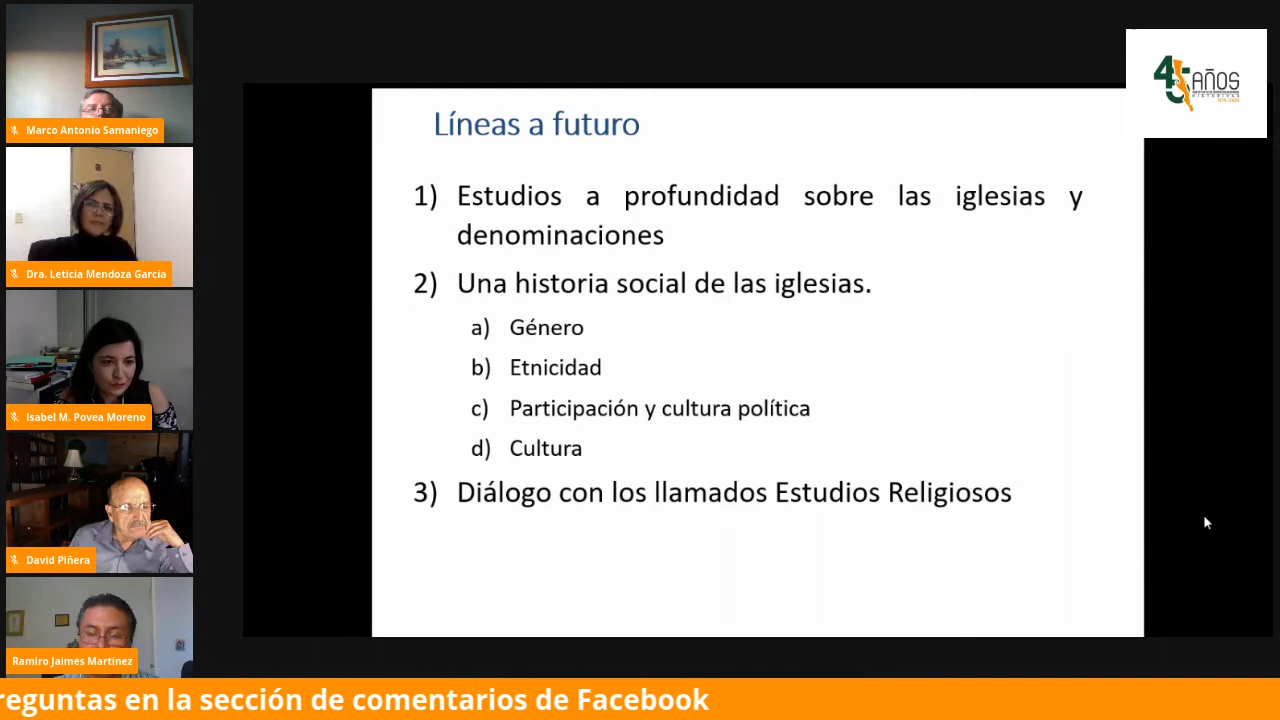 Marco Antonio Samaniego
Dra. Leticia Mendoza García
Isabel M. Povea Moreno
David Piñera
Ramiro Jaimes Martínez
45 AÑOS
Líneas a futuro
1) Estudios a profundidad sobre las iglesias y
denominaciones
2) Una historia social de las iglesias.
a) Género
b) Etnicidad
c) Participación y cultura política
d) Cultura
3) Diálogo con los llamados Estudios Religiosos
reguntas en la sección de comentarios de Facebook